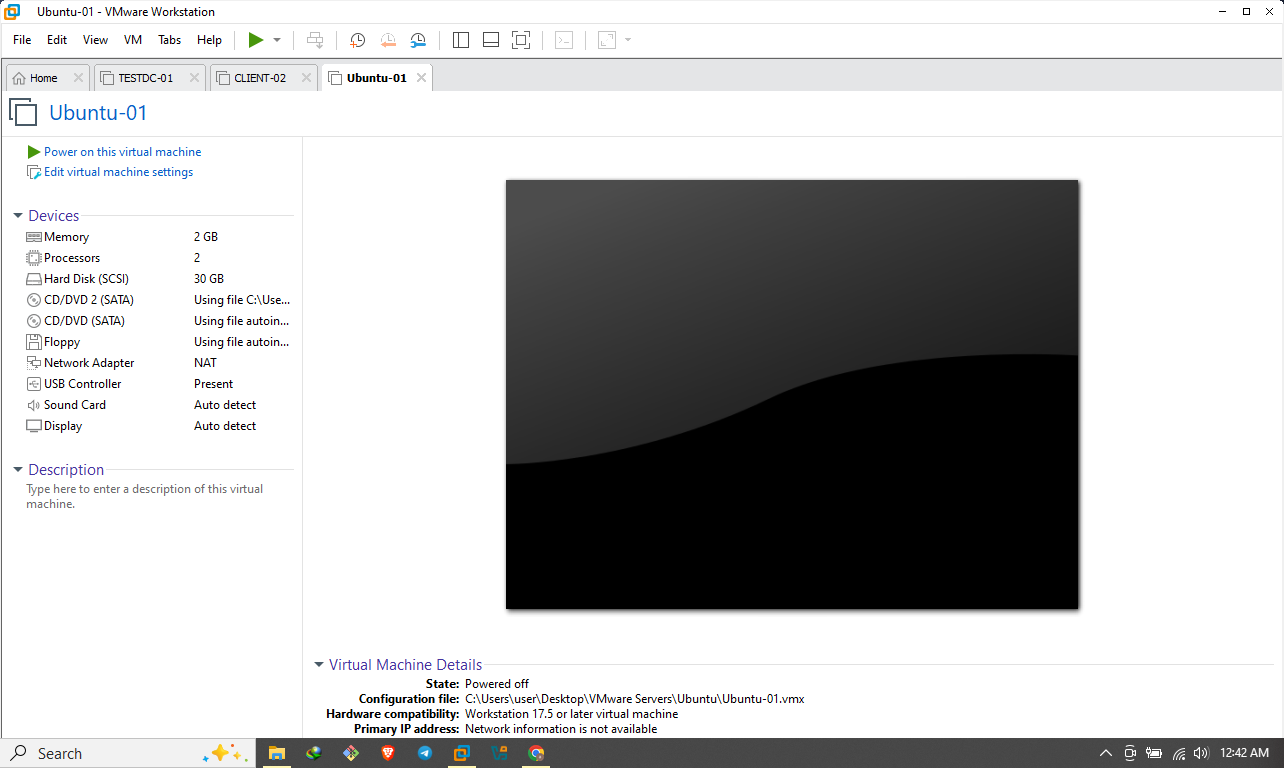 Ubuntu-01 - VMware Workstation
File Edit View VM Tabs Help
Home TESTDC-01 CLIENT-02 Ubuntu-01
Ubuntu-01
Power on this virtual machine
Edit virtual machine settings
Devices
Memory 2 GB
Processors 2
Hard Disk (SCSI) 30 GB
CD/DVD 2 (SATA) Using file C:\Use...
CD/DVD (SATA) Using file autoin...
Floppy Using file autoin...
Network Adapter NAT
USB Controller Present
Sound Card Auto detect
Display Auto detect
Description
Type here to enter a description of this virtual
machine.
Virtual Machine Details
State: Powered off
Configuration file: C:\Users\user\Desktop\VMware Servers\Ubuntu\Ubuntu-01.vmx
Hardware compatibility: Workstation 17.5 or later virtual machine
Primary IP address: Network information is not available
Search 12:42 AM